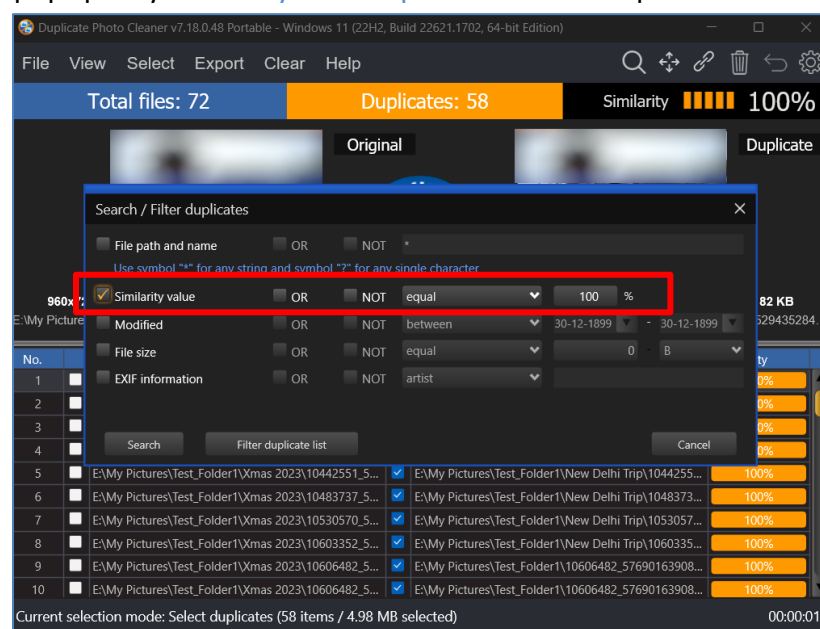 Duplicate Photo Cleaner v7.18.0.48 Portable - Windows 11 (22H2, Build 22621.1702, 64-bit Edition)
File View Select Export Clear Help
Total files: 72 Duplicates: 58 Similarity 100%
Original Duplicate
Search / Filter duplicates
File path and name OR NOT *
Use symbol "*" for any string and symbol "?" for any single character
Similarity value OR NOT equal 100 %
82 KB
Modified OR NOT between 30-12-1899 - 30-12-1899
E:\My Picture 529435284.
File size OR NOT equal 0 B
No. ty
EXIF information OR NOT artist
1 0%
2 0%
3 0%
Search Filter duplicate list Cancel
4 0%
5 E:\My Pictures\Test_Folder1\Xmas 2023\10442551_5... E:\My Pictures\Test_Folder1\New Delhi Trip\1044255... 100%
6 E:\My Pictures\Test_Folder1\Xmas 2023\10483737_5... E:\My Pictures\Test_Folder1\New Delhi Trip\1048373... 100%
7 E:\My Pictures\Test_Folder1\Xmas 2023\10530570_5... E:\My Pictures\Test_Folder1\New Delhi Trip\1053057... 100%
8 E:\My Pictures\Test_Folder1\Xmas 2023\10603352_5... E:\My Pictures\Test_Folder1\New Delhi Trip\1060335... 100%
9 E:\My Pictures\Test_Folder1\Xmas 2023\10606482_5... E:\My Pictures\Test_Folder1\10606482_57690163908... 100%
10 E:\My Pictures\Test_Folder1\Xmas 2023\10606482_5... E:\My Pictures\Test_Folder1\10606482_57690163908... 100%
Current selection mode: Select duplicates (58 items / 4.98 MB selected) 00:00:01